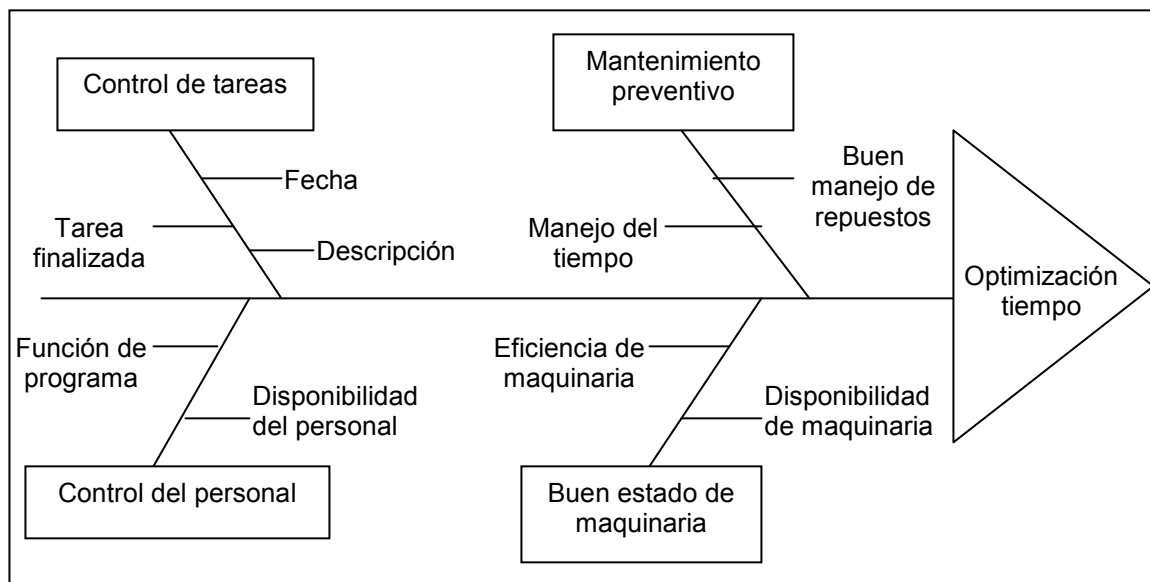 Control de tareas
Mantenimiento
preventivo
Fecha
Buen
manejo de
repuestos
Tarea
finalizada
Descripción
Manejo del
tiempo
Optimización
tiempo
Función de
programa
Eficiencia de
maquinaria
Disponibilidad
del personal
Disponibilidad
de maquinaria
Control del personal
Buen estado de
maquinaria